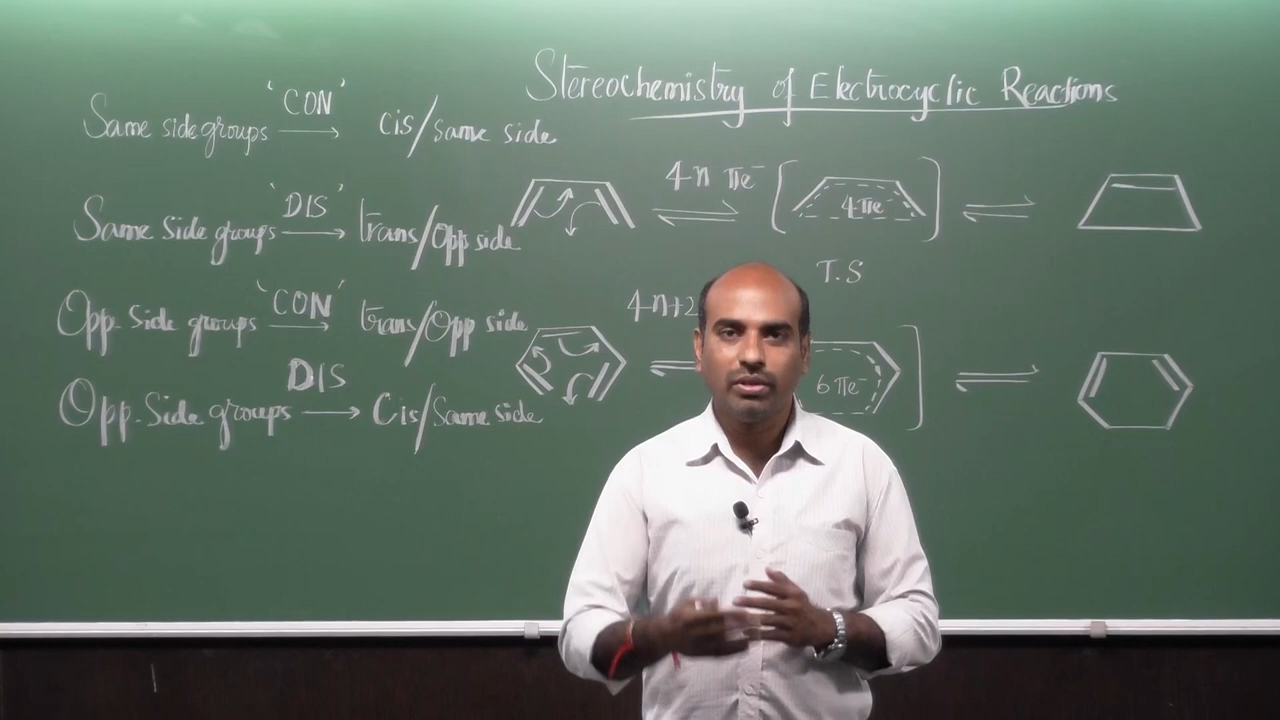 Stereochemistry of Electrocyclic Reactions
Same side groups 'CON' → cis/same side
Same side groups 'DIS' → trans/Opp side
Opp. Side groups 'CON' → trans/Opp side
Opp. Side groups DIS → Cis/Same side
4n πe⁻
4πe⁻
T.S
4n+2
6πe⁻